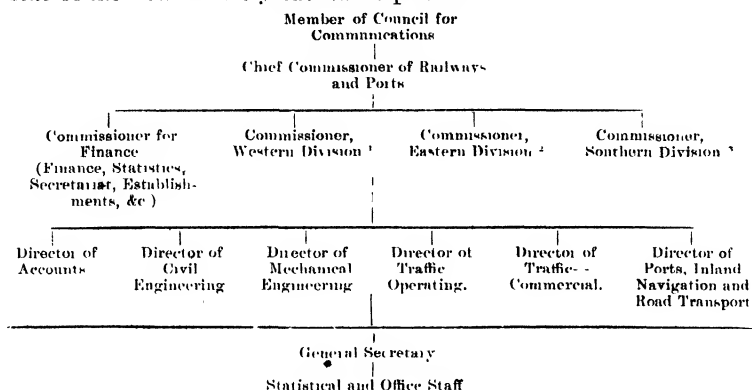 Member of Council for
Communications
Chief Commissioner of Railways
and Ports
Commissioner for
Finance
(Finance, Statistics,
Secretariat, Establish-
ments, &c )
Commissioner,
Western Division 1
Commissioner,
Eastern Division 2
Commissioner,
Southern Division 3
Director of
Accounts
Director of
Civil
Engineering
Director of
Mechanical
Engineering
Director of
Traffic
Operating.
Director of
Traffic-
Commercial.
Director of
Ports, Inland
Navigation and
Road Transport
General Secretary
Statistical and Office Staff